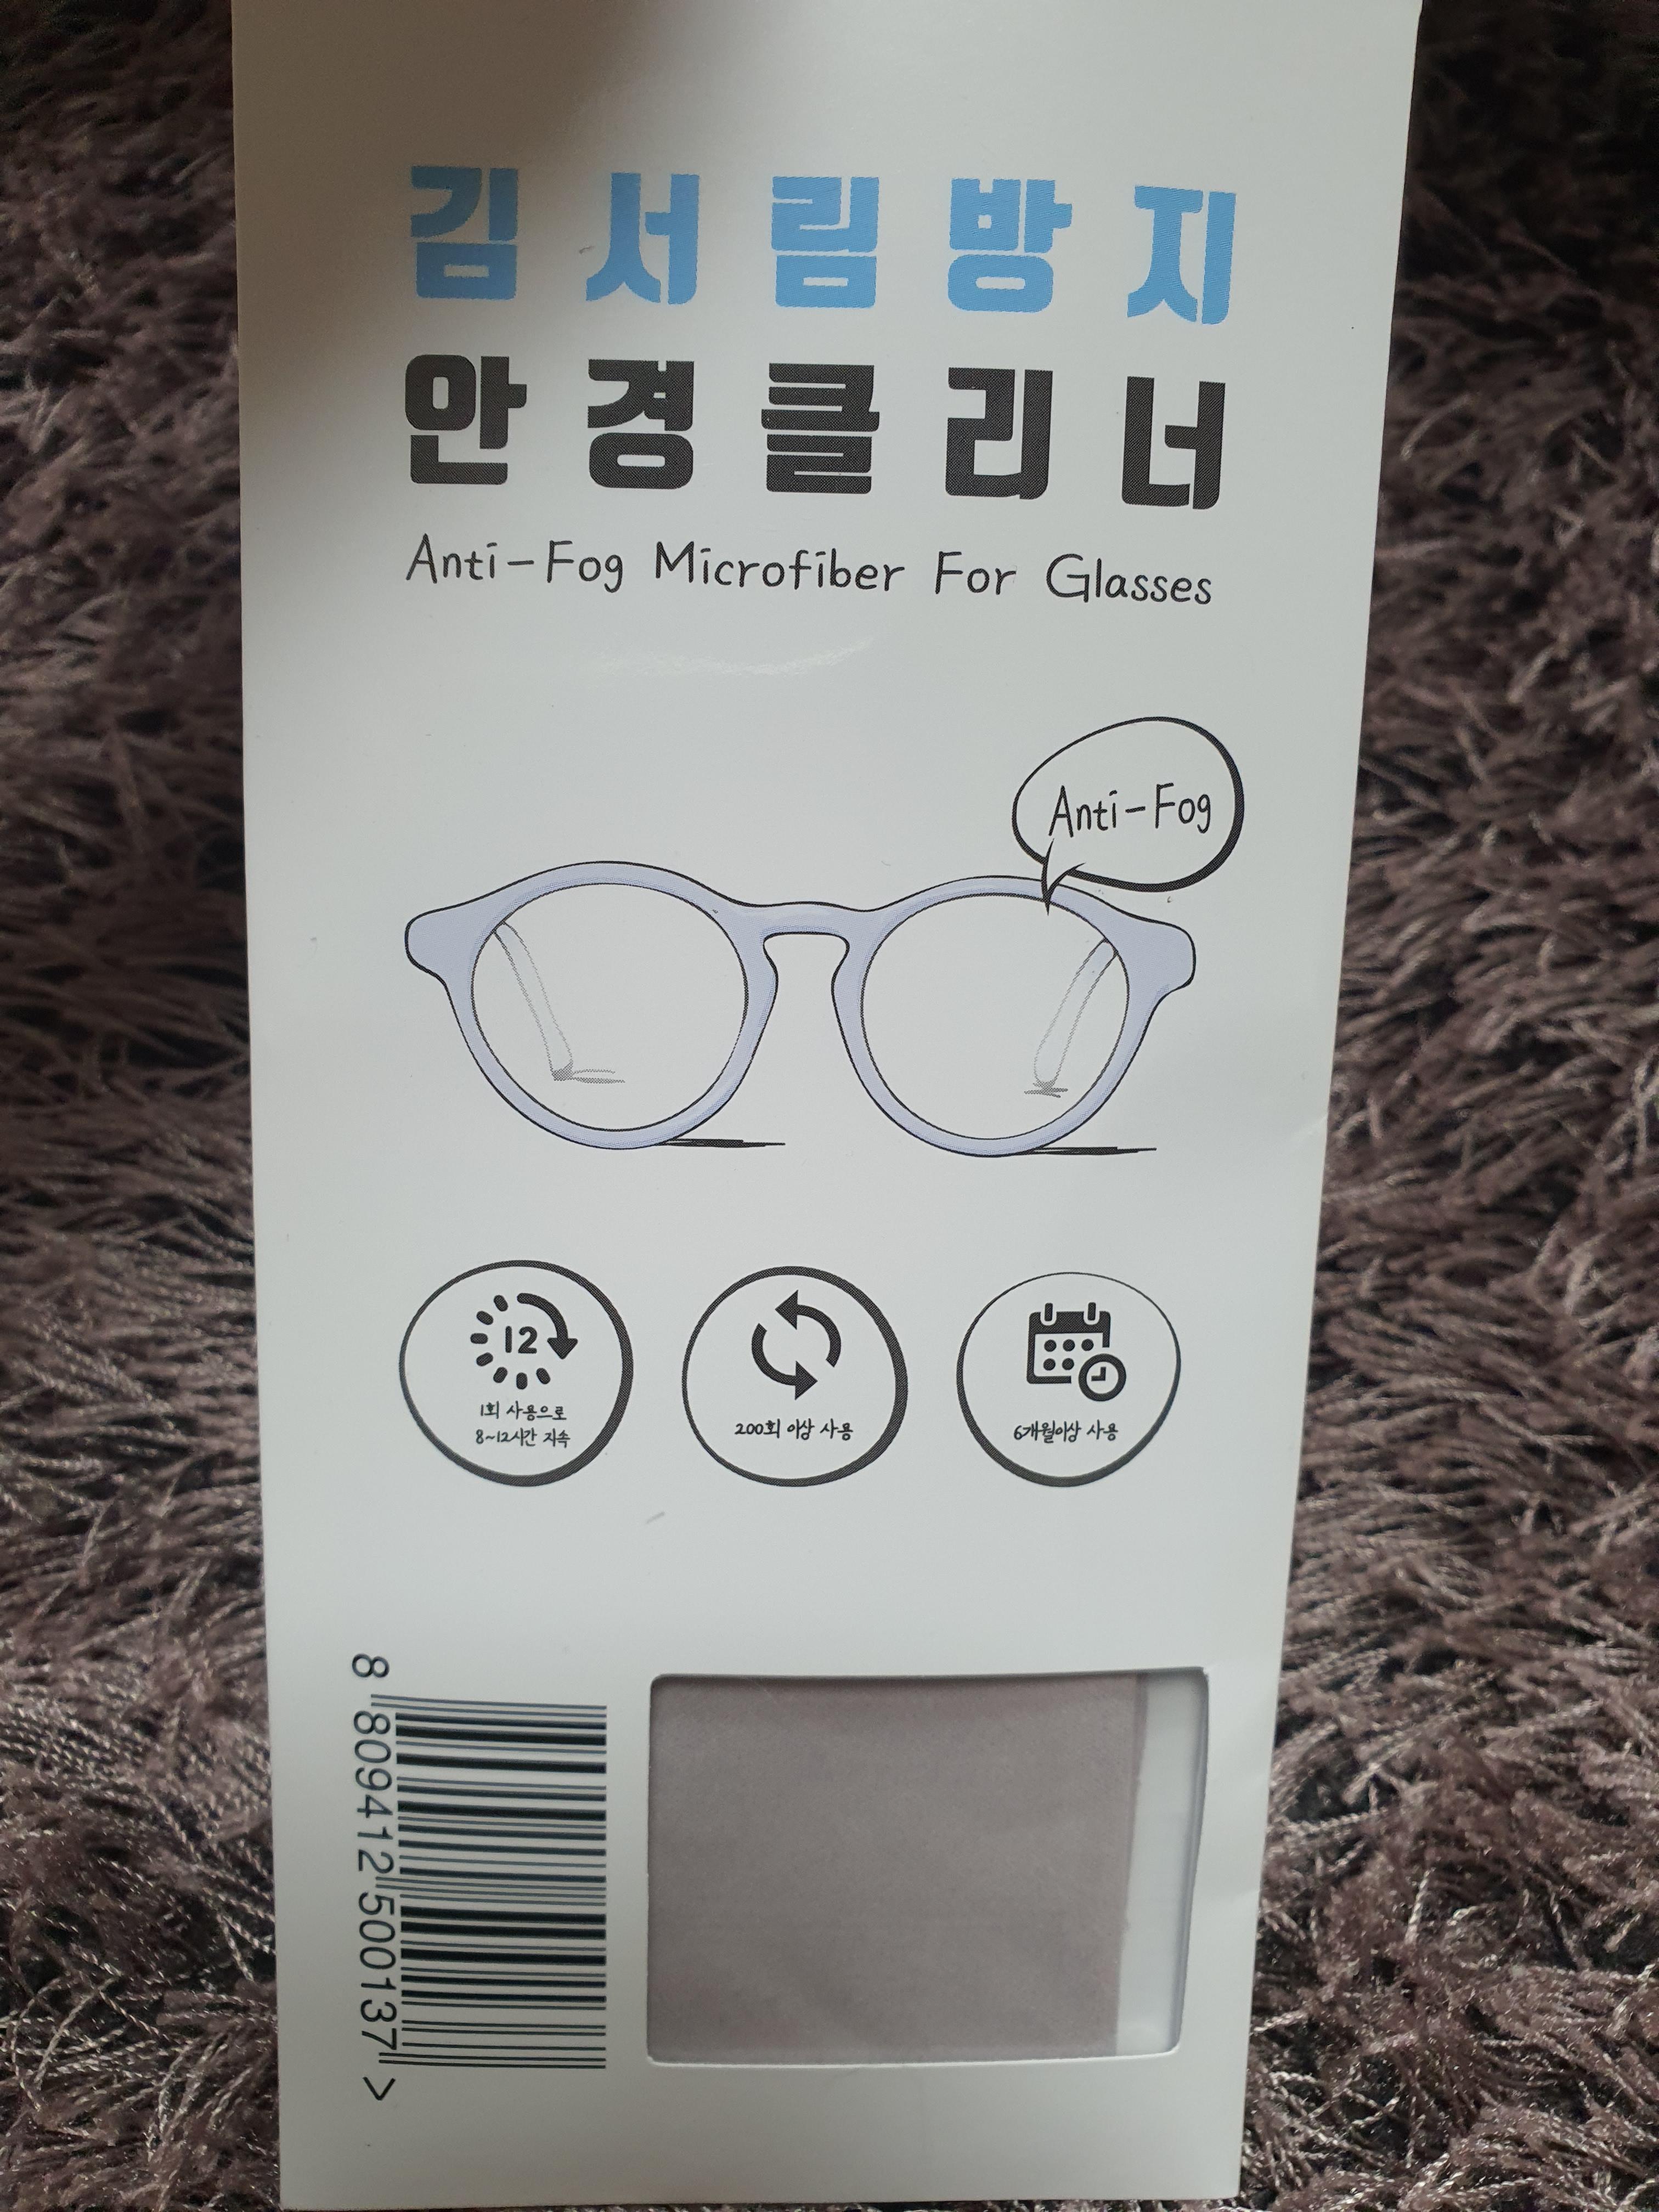 김서림방지
안경클리너
Anti-Fog Microfiber For Glasses
Anti-Fog
12
1회 사용으로
8~12시간 지속
200회 이상 사용
6개월이상 사용
8 809412 500137 >